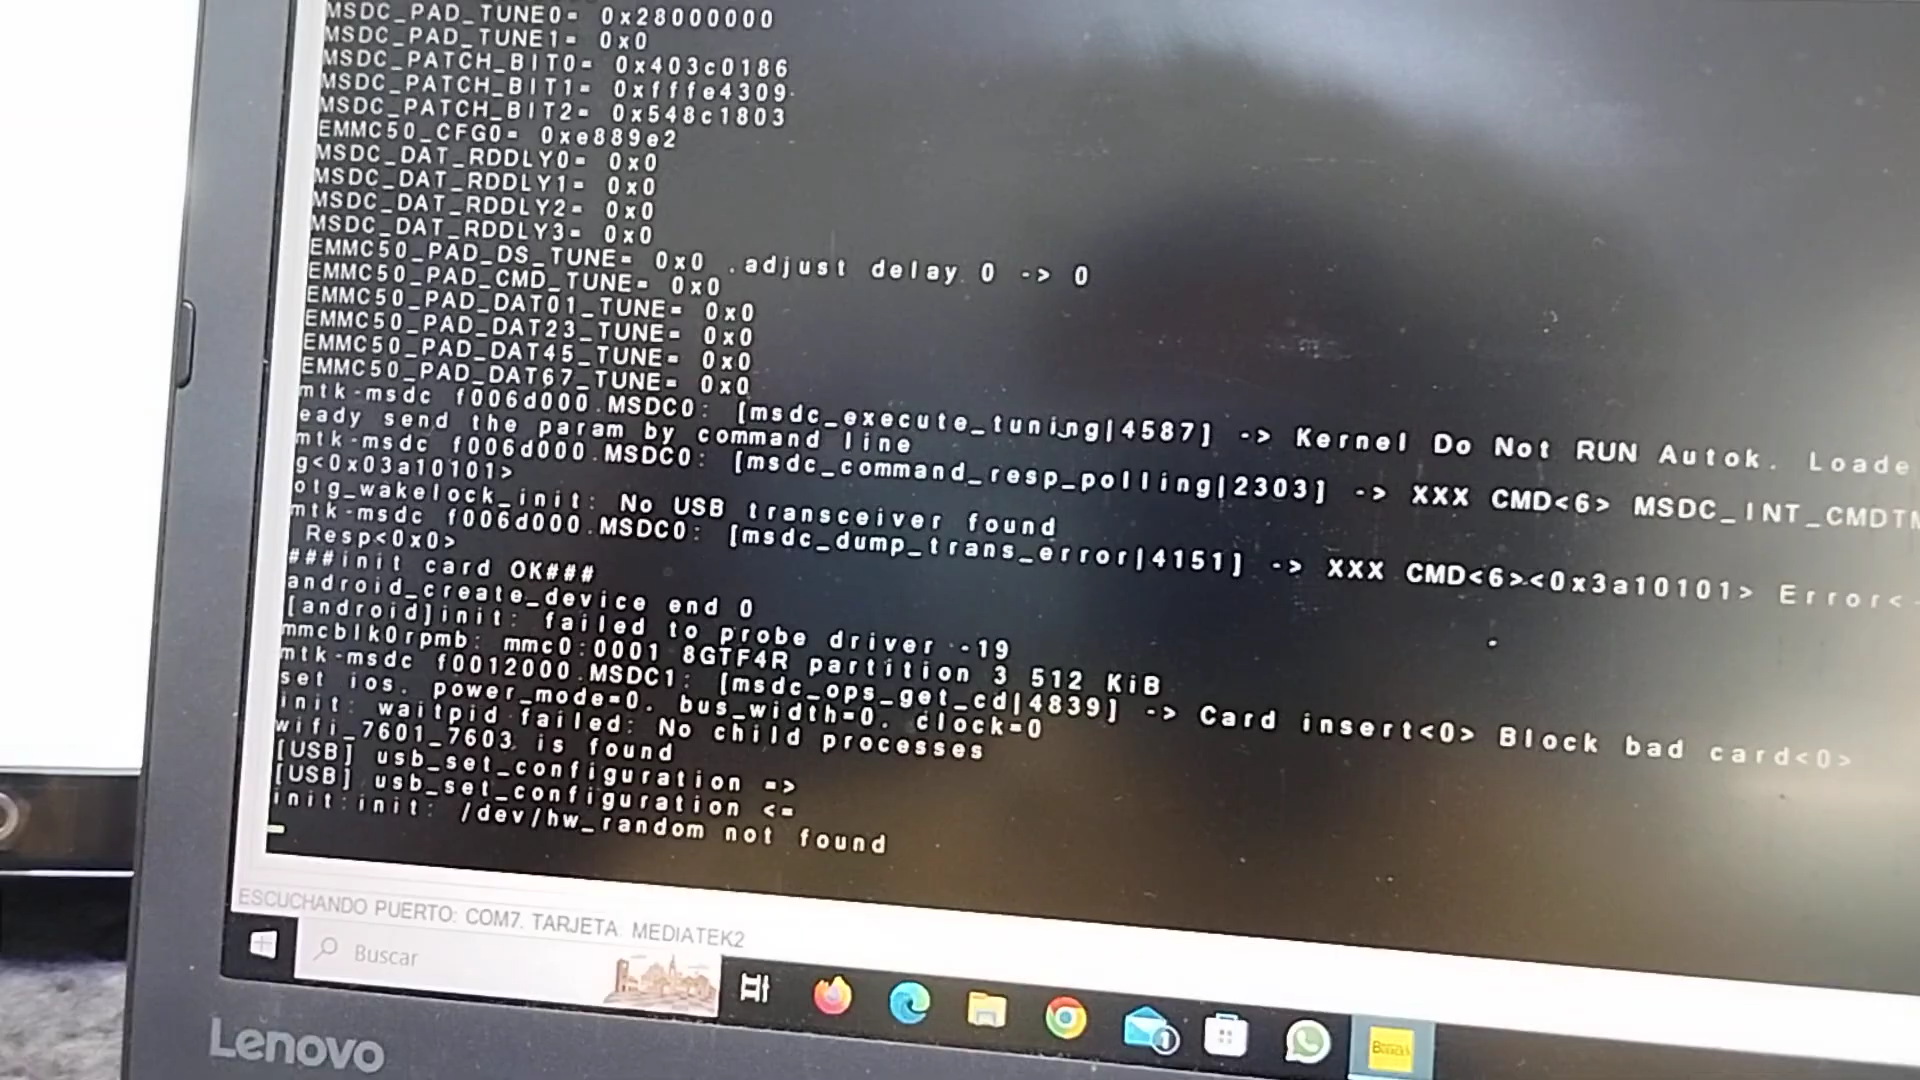 MSDC_PAD_TUNE0= 0x28000000
MSDC_PAD_TUNE1= 0x0
MSDC_PATCH_BIT0= 0x403c0186
MSDC_PATCH_BIT1= 0xfffe4309
MSDC_PATCH_BIT2= 0x548c1803
EMMC50_CFG0= 0xe889e2
MSDC_DAT_RDDLY0= 0x0
MSDC_DAT_RDDLY1= 0x0
MSDC_DAT_RDDLY2= 0x0
MSDC_DAT_RDDLY3= 0x0
EMMC50_PAD_DS_TUNE= 0x0 .adjust delay 0 -> 0
EMMC50_PAD_CMD_TUNE= 0x0
EMMC50_PAD_DAT01_TUNE= 0x0
EMMC50_PAD_DAT23_TUNE= 0x0
EMMC50_PAD_DAT45_TUNE= 0x0
EMMC50_PAD_DAT67_TUNE= 0x0
mtk-msdc f006d000.MSDC0: [msdc_execute_tuning|4587] -> Kernel Do Not RUN Autok. Loade
eady send the param by command line
mtk-msdc f006d000.MSDC0: [msdc_command_resp_polling|2303] -> XXX CMD<6> MSDC_INT_CMDTM
g<0x03a10101>
otg_wakelock_init: No USB transceiver found
mtk-msdc f006d000.MSDC0: [msdc_dump_trans_error|4151] -> XXX CMD<6><0x3a10101> Error<-
Resp<0x0>
###init card OK###
android_create_device end 0
[android]init: failed to probe driver -19
mmcblk0rpmb: mmc0:0001 8GTF4R partition 3 512 KiB
mtk-msdc f0012000.MSDC1: [msdc_ops_get_cd|4839] -> Card insert<0> Block bad card<0>
set ios. power_mode=0. bus_width=0. clock=0
init: waitpid failed: No child processes
wifi_7601_7603 is found
[USB] usb_set_configuration =>
[USB] usb_set_configuration <=
init:init: /dev/hw_random not found
ESCUCHANDO PUERTO: COM7. TARJETA: MEDIATEK2
Buscar
1
Lenovo